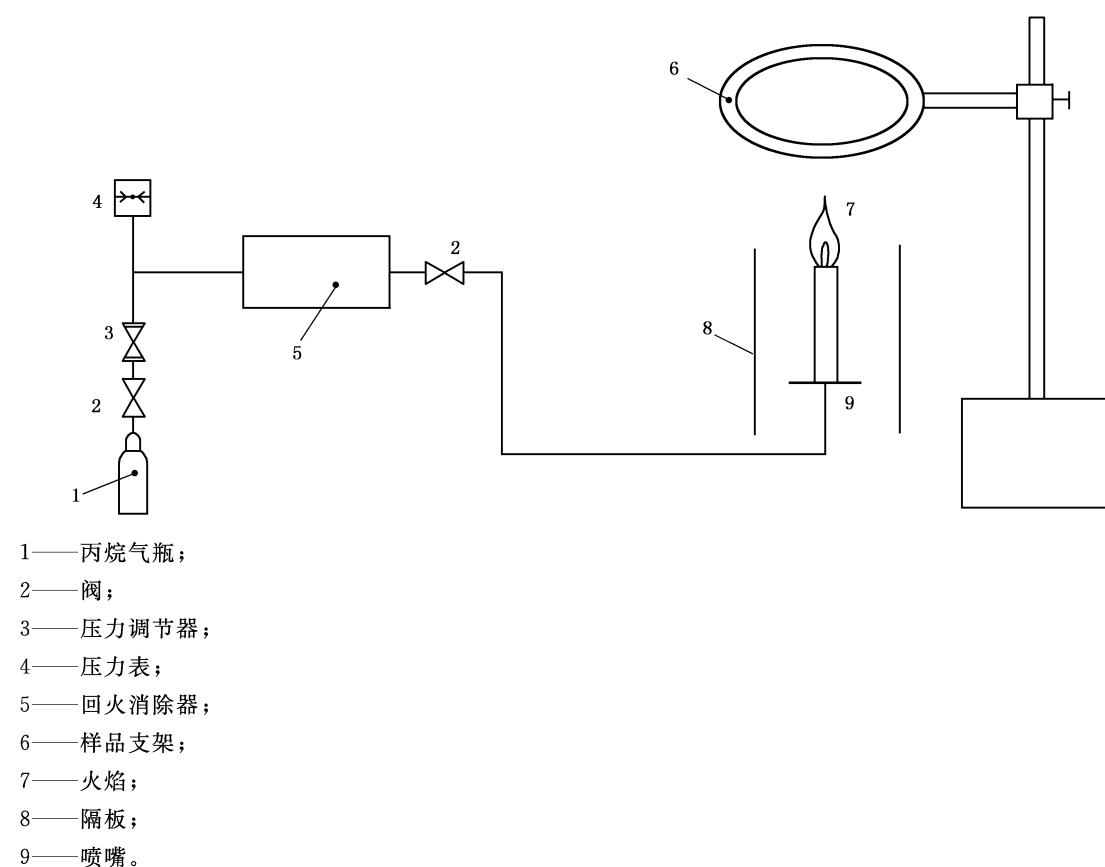 6
7
4
2
3
5
8
2
9
1
1——丙烷气瓶；
2——阀；
3——压力调节器；
4——压力表；
5——回火消除器；
6——样品支架；
7——火焰；
8——隔板；
9——喷嘴。